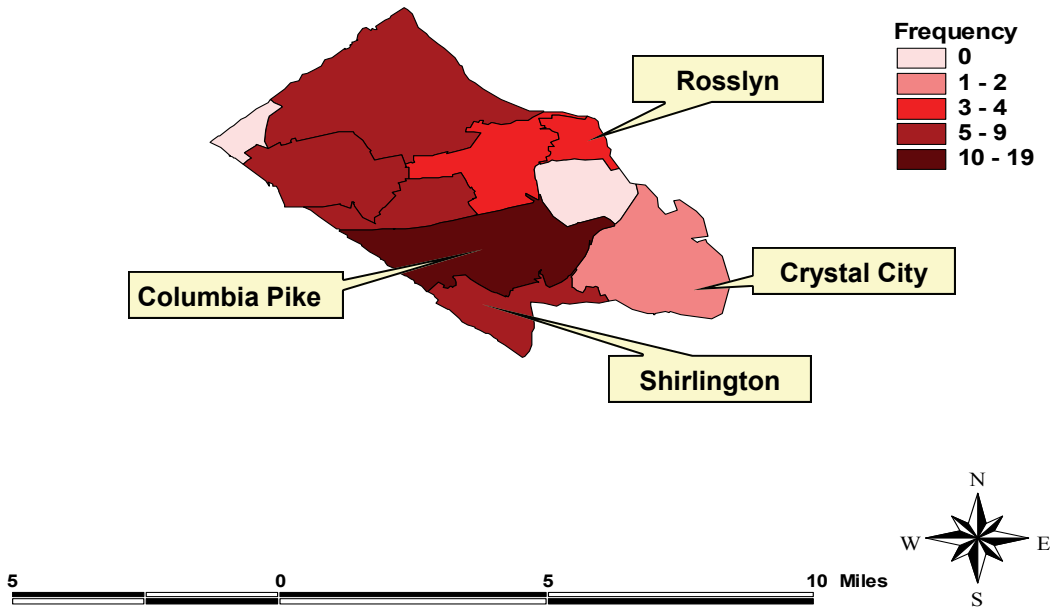 Frequency
0
1 - 2
3 - 4
5 - 9
10 - 19
Rosslyn
Crystal City
Columbia Pike
Shirlington
N
W E
S
5 0 5 10 Miles